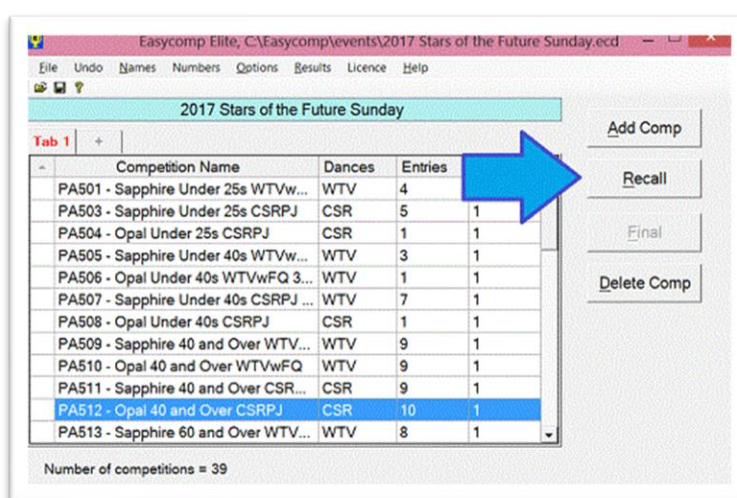 Easycomp Elite, C:\Easycomp\events\2017 Stars of the Future Sunday.ecd
File Undo Names Numbers Options Results Licence Help
2017 Stars of the Future Sunday
Tab 1 +
Competition Name Dances Entries
PA501 - Sapphire Under 25s WTVw... WTV 4
PA503 - Sapphire Under 25s CSRPJ CSR 5 1
PA504 - Opal Under 25s CSRPJ CSR 1 1
PA505 - Sapphire Under 40s WTVw... WTV 3 1
PA506 - Opal Under 40s WTVwFQ 3... WTV 1 1
PA507 - Sapphire Under 40s CSRPJ ... WTV 7 1
PA508 - Opal Under 40s CSRPJ CSR 1 1
PA509 - Sapphire 40 and Over WTV... WTV 9 1
PA510 - Opal 40 and Over WTVwFQ WTV 9 1
PA511 - Sapphire 40 and Over CSR... CSR 9 1
PA512 - Opal 40 and Over CSRPJ CSR 10 1
PA513 - Sapphire 60 and Over WTV... WTV 8 1
Number of competitions = 39
Add Comp
Recall
Final
Delete Comp